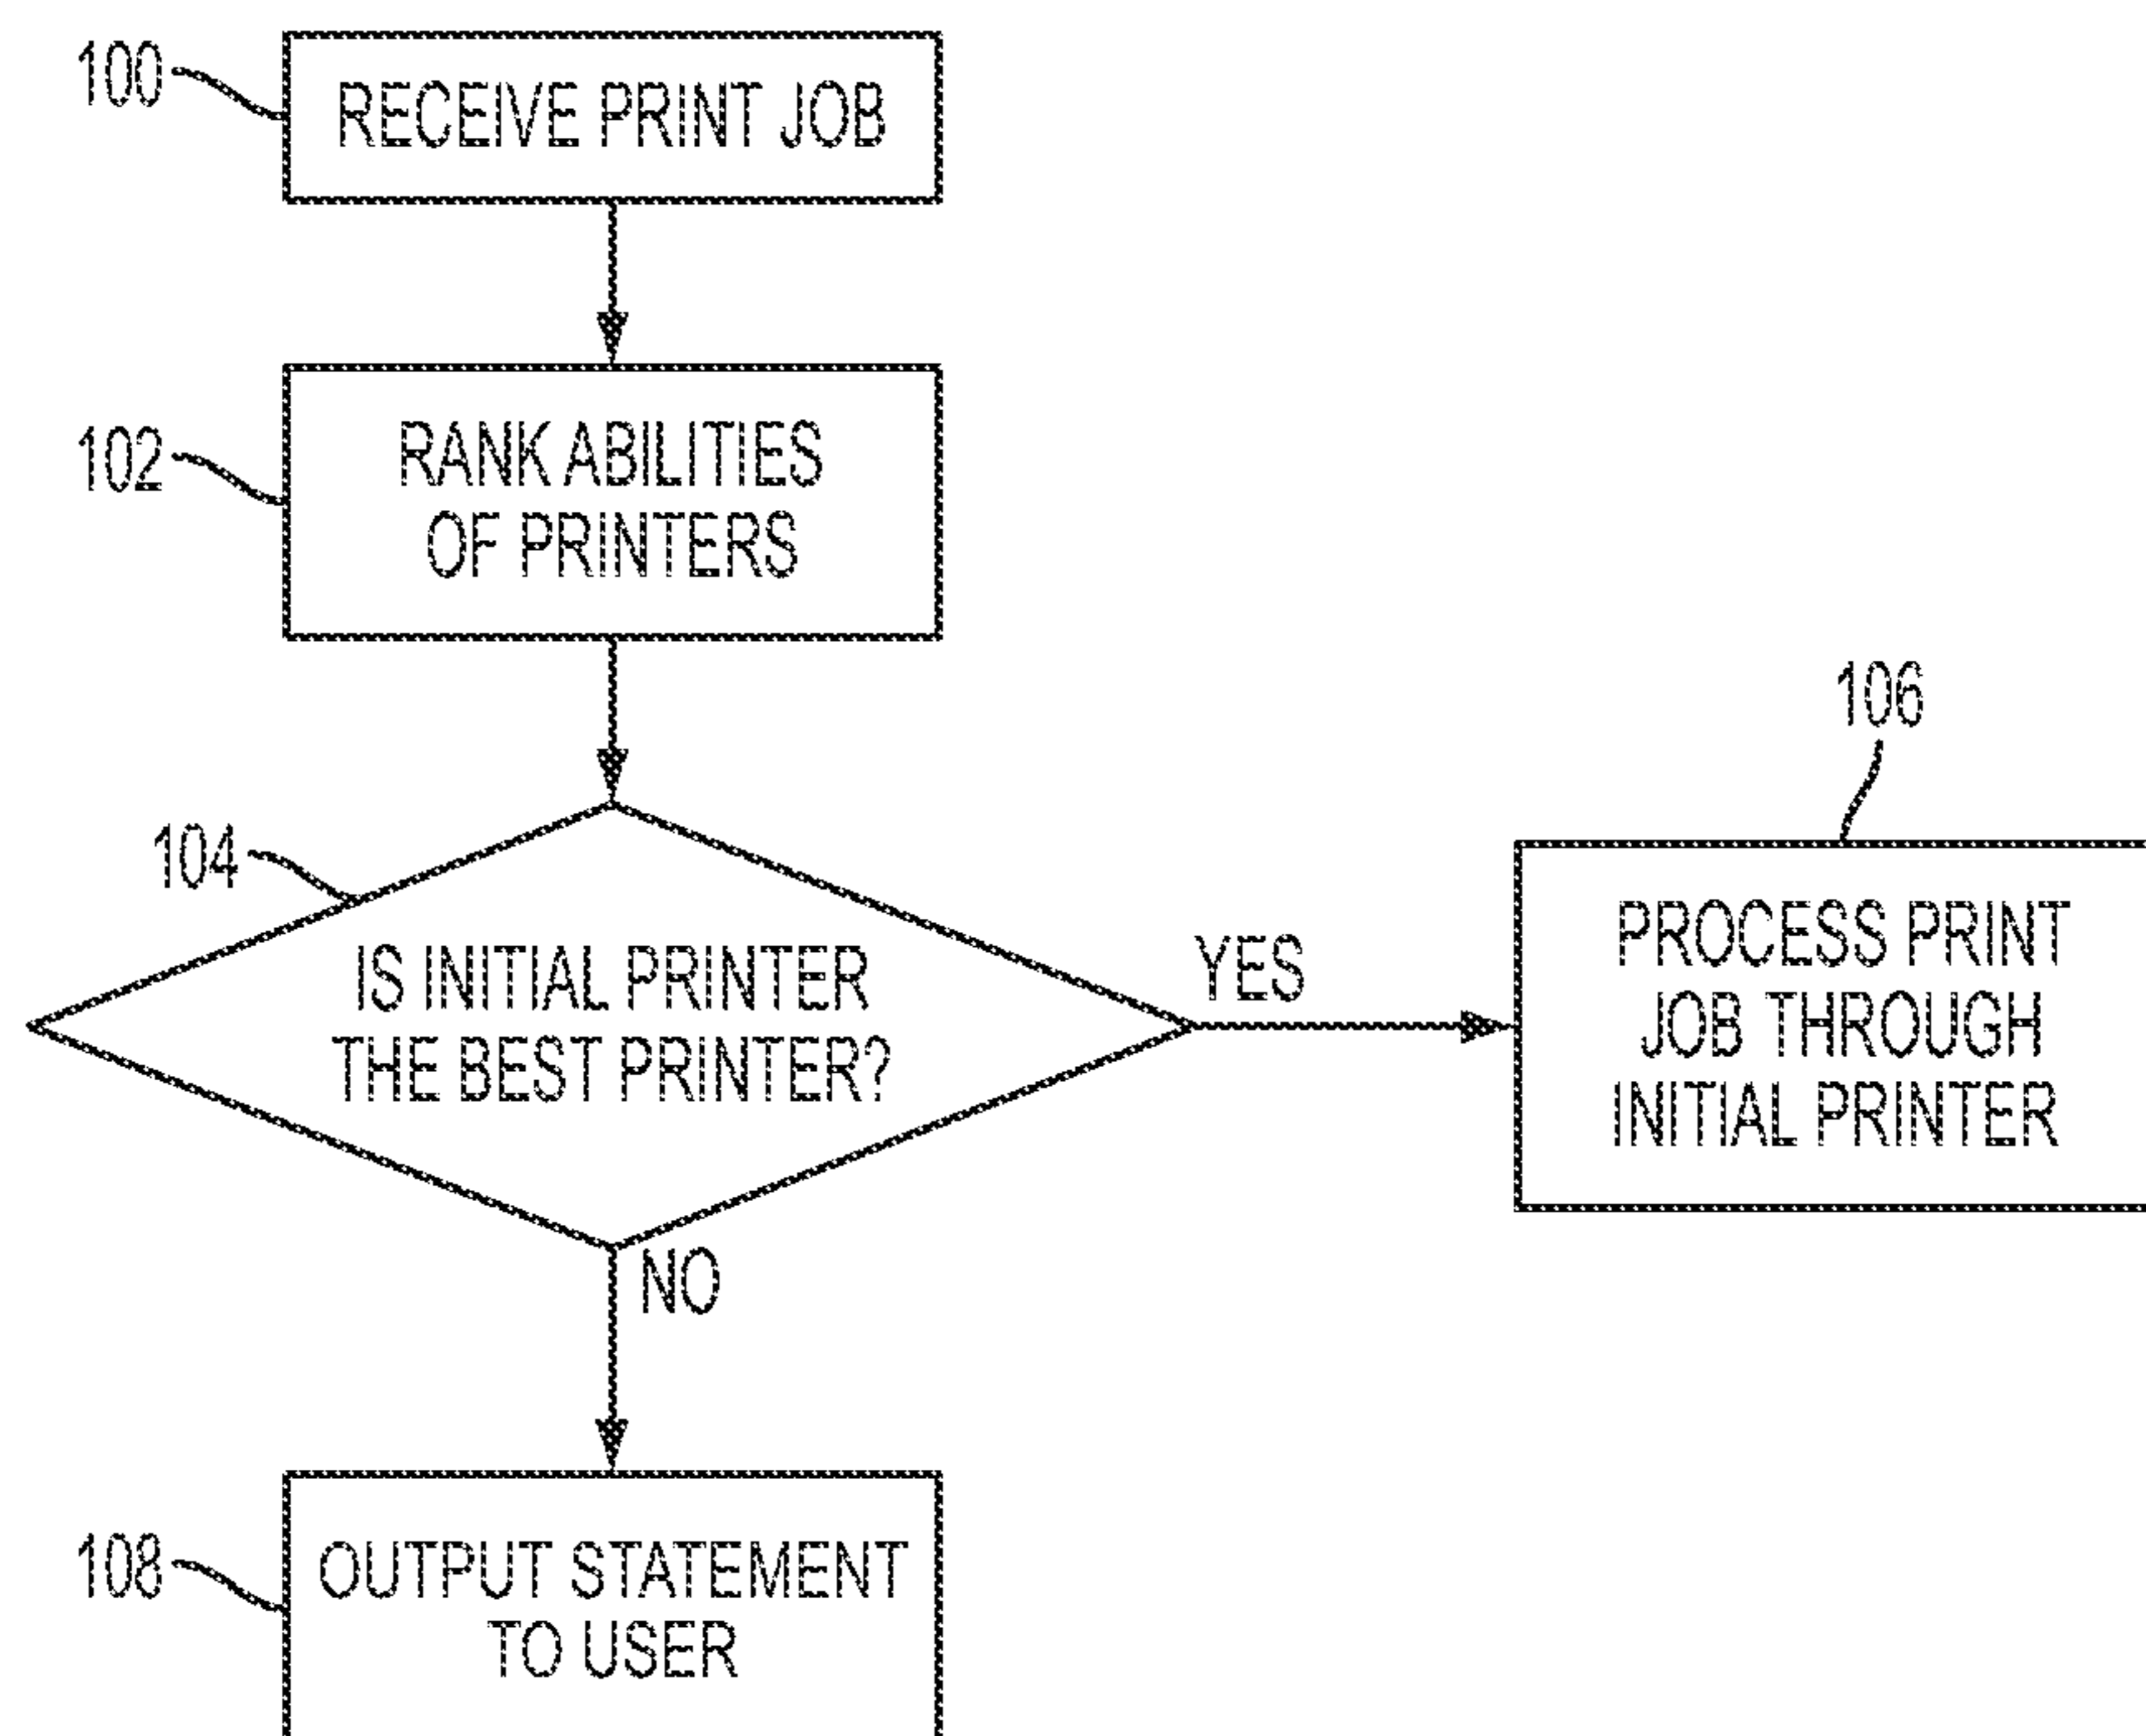 100
RECEIVE PRINT JOB
102
RANK ABILITIES
OF PRINTERS
104
IS INITIAL PRINTER
THE BEST PRINTER?
YES
106
PROCESS PRINT
JOB THROUGH
INITIAL PRINTER
NO
108
OUTPUT STATEMENT
TO USER